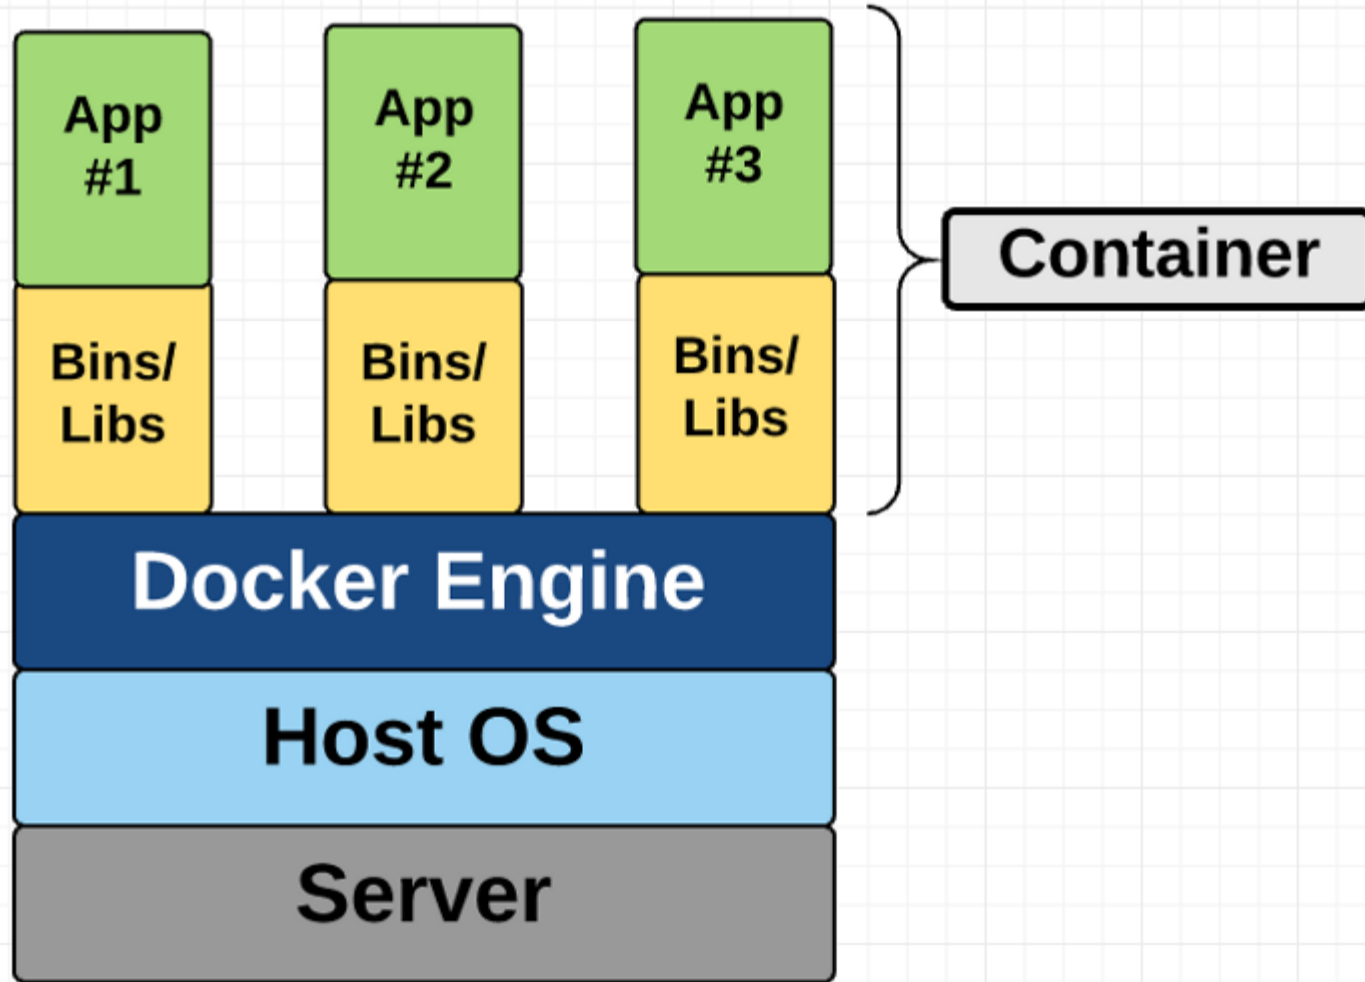 App
#1
App
#2
App
#3
Container
Bins/
Libs
Bins/
Libs
Bins/
Libs
Docker Engine
Host OS
Server